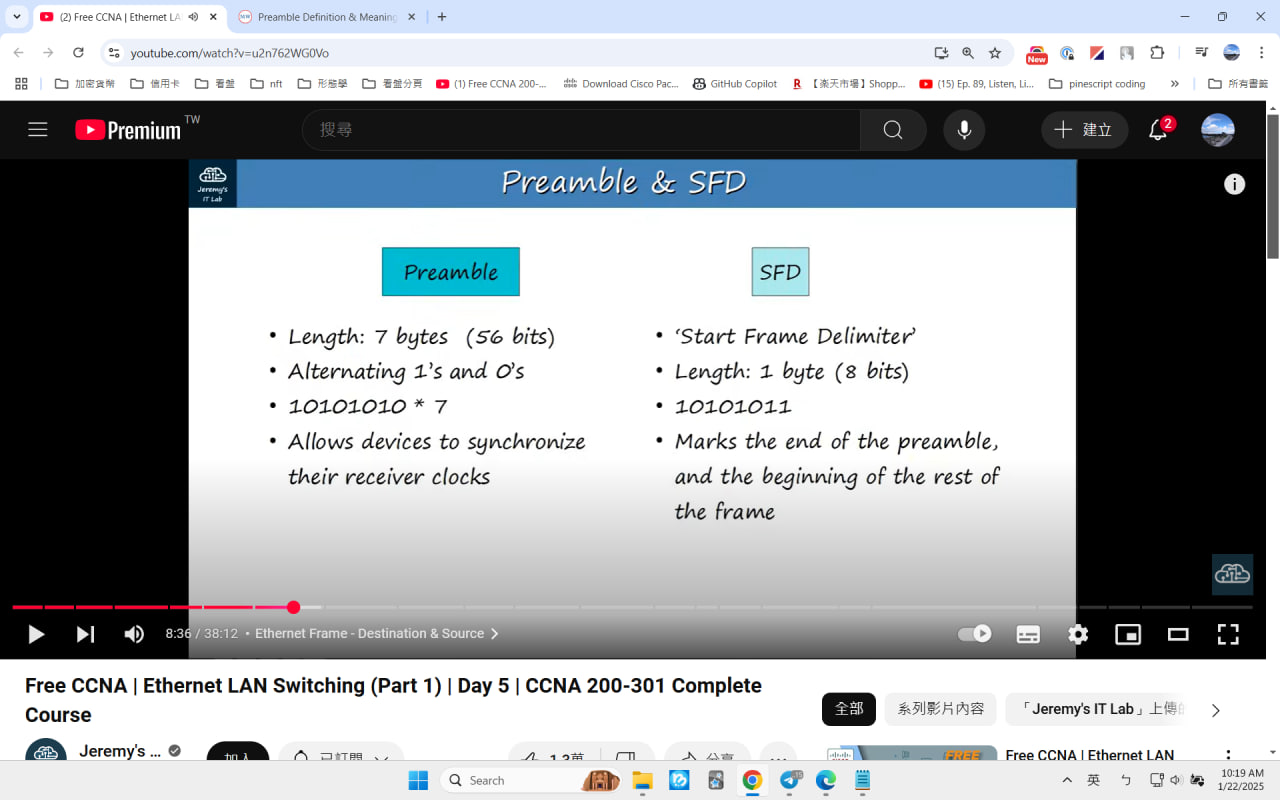 (2) Free CCNA | Ethernet LA
Preamble Definition & Meaning
youtube.com/watch?v=u2n762WG0Vo
New
加密貨幣
信用卡
看盤
nft
形態學
看盤分頁
(1) Free CCNA 200-...
Download Cisco Pac...
GitHub Copilot
【楽天市場】Shopp...
(15) Ep. 89, Listen, Li...
pinescript coding
»
所有書籤
Premium
TW
搜尋
建立
2
Jeremy's
IT Lab
Preamble & SFD
Preamble
• Length: 7 bytes (56 bits)
• Alternating 1's and 0's
• 10101010 * 7
• Allows devices to synchronize
their receiver clocks
SFD
• 'Start Frame Delimiter'
• Length: 1 byte (8 bits)
• 10101011
• Marks the end of the preamble,
and the beginning of the rest of
the frame
8:36 / 38:12 • Ethernet Frame - Destination & Source
Free CCNA | Ethernet LAN Switching (Part 1) | Day 5 | CCNA 200-301 Complete
Course
全部
系列影片內容
「Jeremy's IT Lab」上傳的
Jeremy's ...
加入
已訂閱
1.3萬
分享
FREE
Free CCNA | Ethernet LAN
Search
英
10:19 AM
1/22/2025